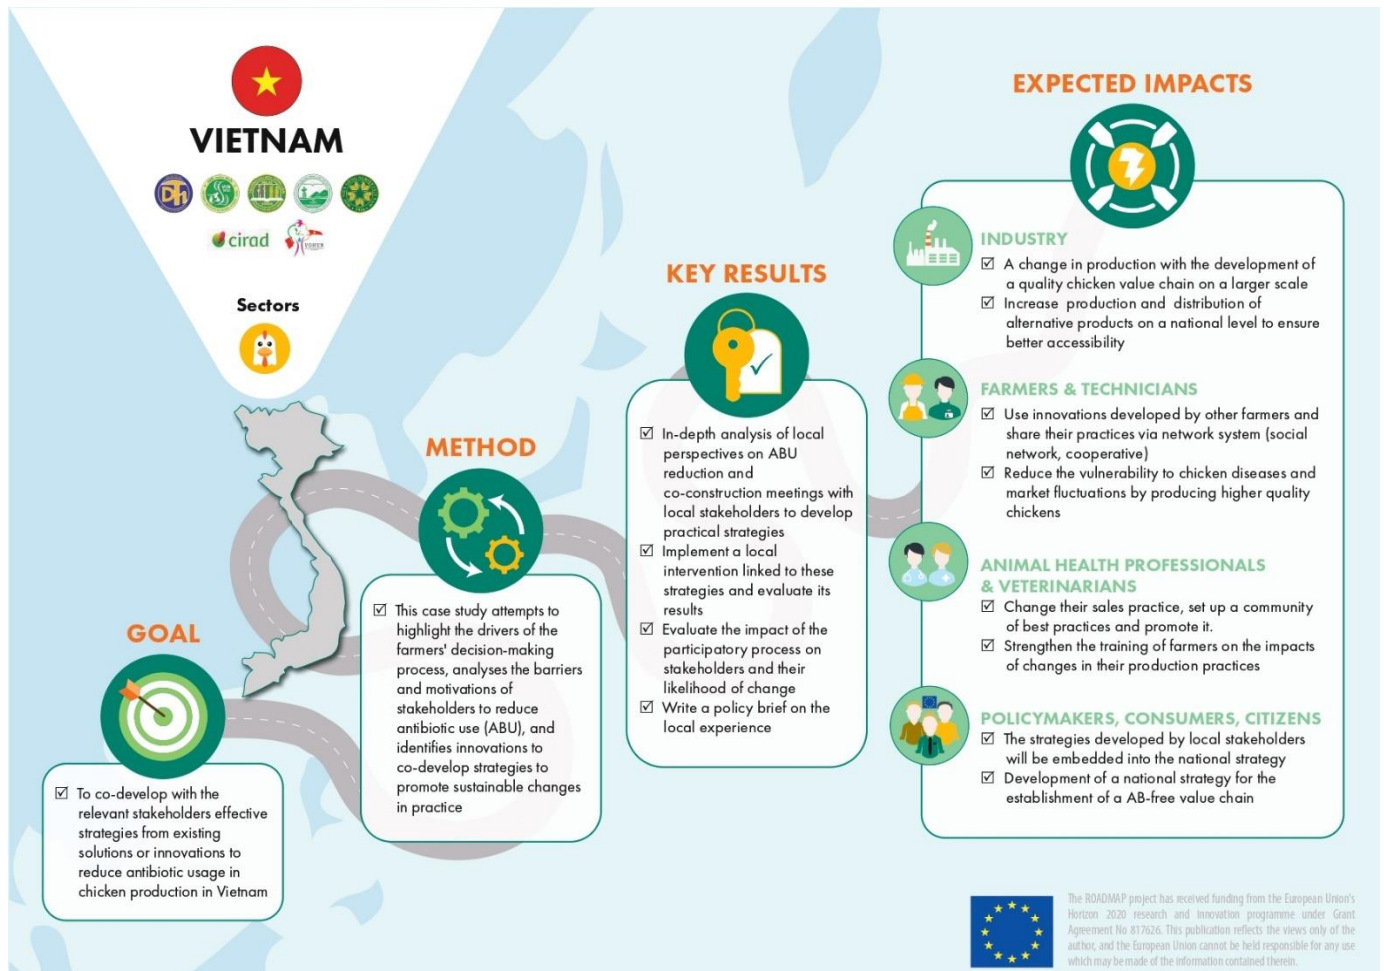 VIETNAM
cirad
Sectors
GOAL
To co-develop with the
relevant stakeholders effective
strategies from existing
solutions or innovations to
reduce antibiotic usage in
chicken production in Vietnam
METHOD
This case study attempts to
highlight the drivers of the
farmers' decision-making
process, analyses the barriers
and motivations of
stakeholders to reduce
antibiotic use (ABU), and
identifies innovations to
co-develop strategies to
promote sustainable changes
in practice
KEY RESULTS
In-depth analysis of local
perspectives on ABU
reduction and
co-construction meetings with
local stakeholders to develop
practical strategies
Implement a local
intervention linked to these
strategies and evaluate its
results
Evaluate the impact of the
participatory process on
stakeholders and their
likelihood of change
Write a policy brief on the
local experience
EXPECTED IMPACTS
INDUSTRY
A change in production with the development of
a quality chicken value chain on a larger scale
Increase production and distribution of
alternative products on a national level to ensure
better accessibility
FARMERS & TECHNICIANS
Use innovations developed by other farmers and
share their practices via network system (social
network, cooperative)
Reduce the vulnerability to chicken diseases and
market fluctuations by producing higher quality
chickens
ANIMAL HEALTH PROFESSIONALS
& VETERINARIANS
Change their sales practice, set up a community
of best practices and promote it.
Strengthen the training of farmers on the impacts
of changes in their production practices
POLICYMAKERS, CONSUMERS, CITIZENS
The strategies developed by local stakeholders
will be embedded into the national strategy
Development of a national strategy for the
establishment of a AB-free value chain
The ROADMAP project has received funding from the European Union's
Horizon 2020 research and innovation programme under Grant
Agreement No 817626. This publication reflects the views only of the
author, and the European Union cannot be held responsible for any use
which may be made of the information contained therein.